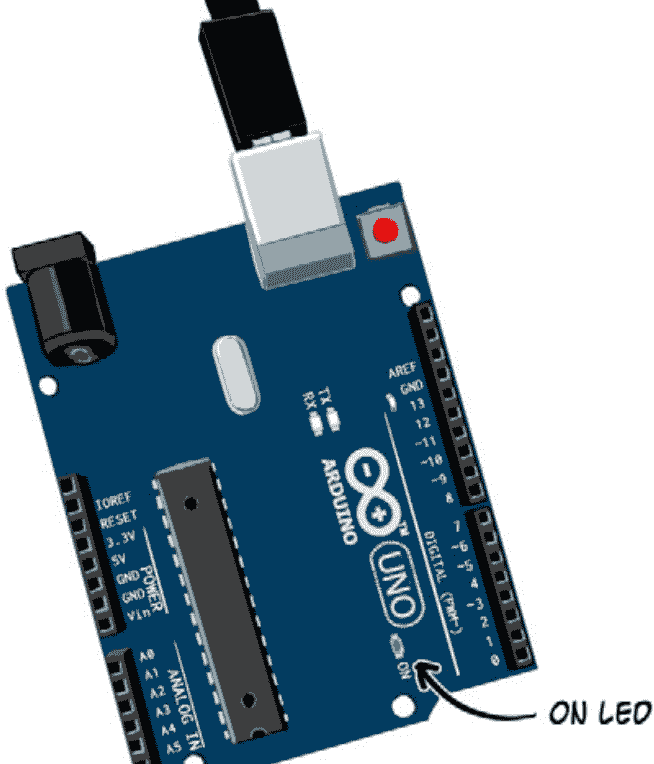 AREF
GND
13
12
~11
~10
~9
8
7
~6
~5
4
~3
2
1
0
DIGITAL (PWM~)
TX
RX
ARDUINO
TM
UNO
ON
ON LED
IOREF
RESET
3.3V
5V
GND
GND
Vin
POWER
A0
A1
A2
A3
A4
A5
ANALOG IN